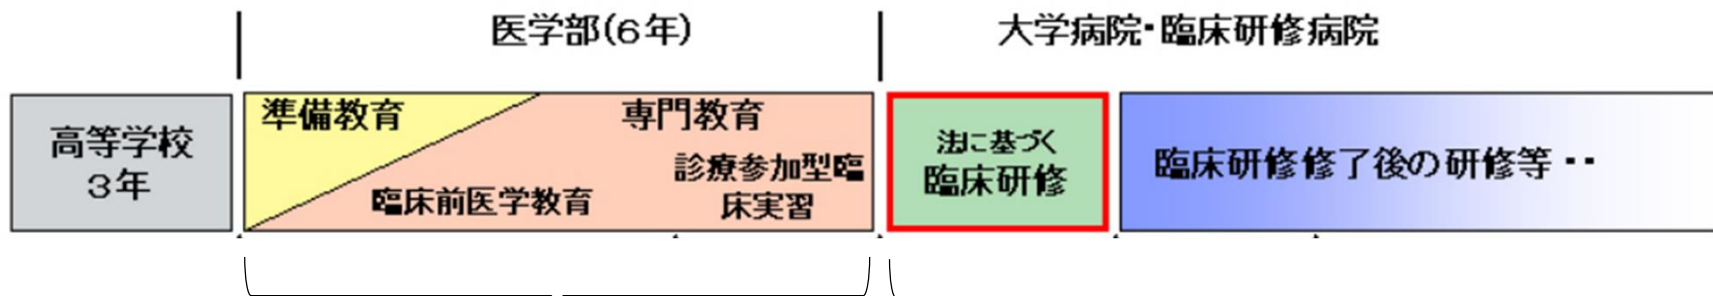 医学部(6年)
大学病院・臨床研修病院
高等学校
3年
準備教育
専門教育
臨床前医学教育
診療参加型臨
床実習
法に基づく
臨床研修
臨床研修修了後の研修等・・